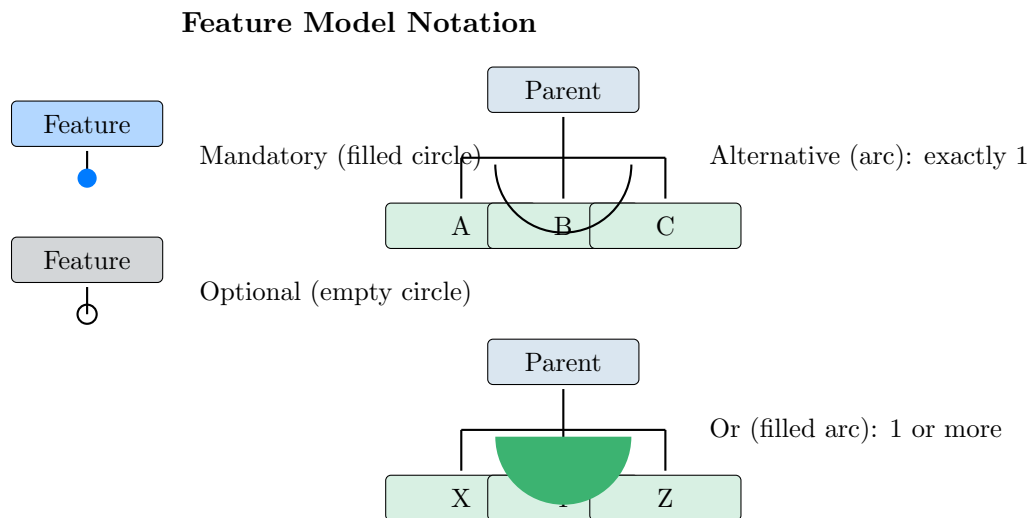 Feature Model Notation
Parent
Feature
Mandatory (filled circle)
Alternative (arc): exactly 1
A B C
Feature
Optional (empty circle)
Parent
Or (filled arc): 1 or more
X Z